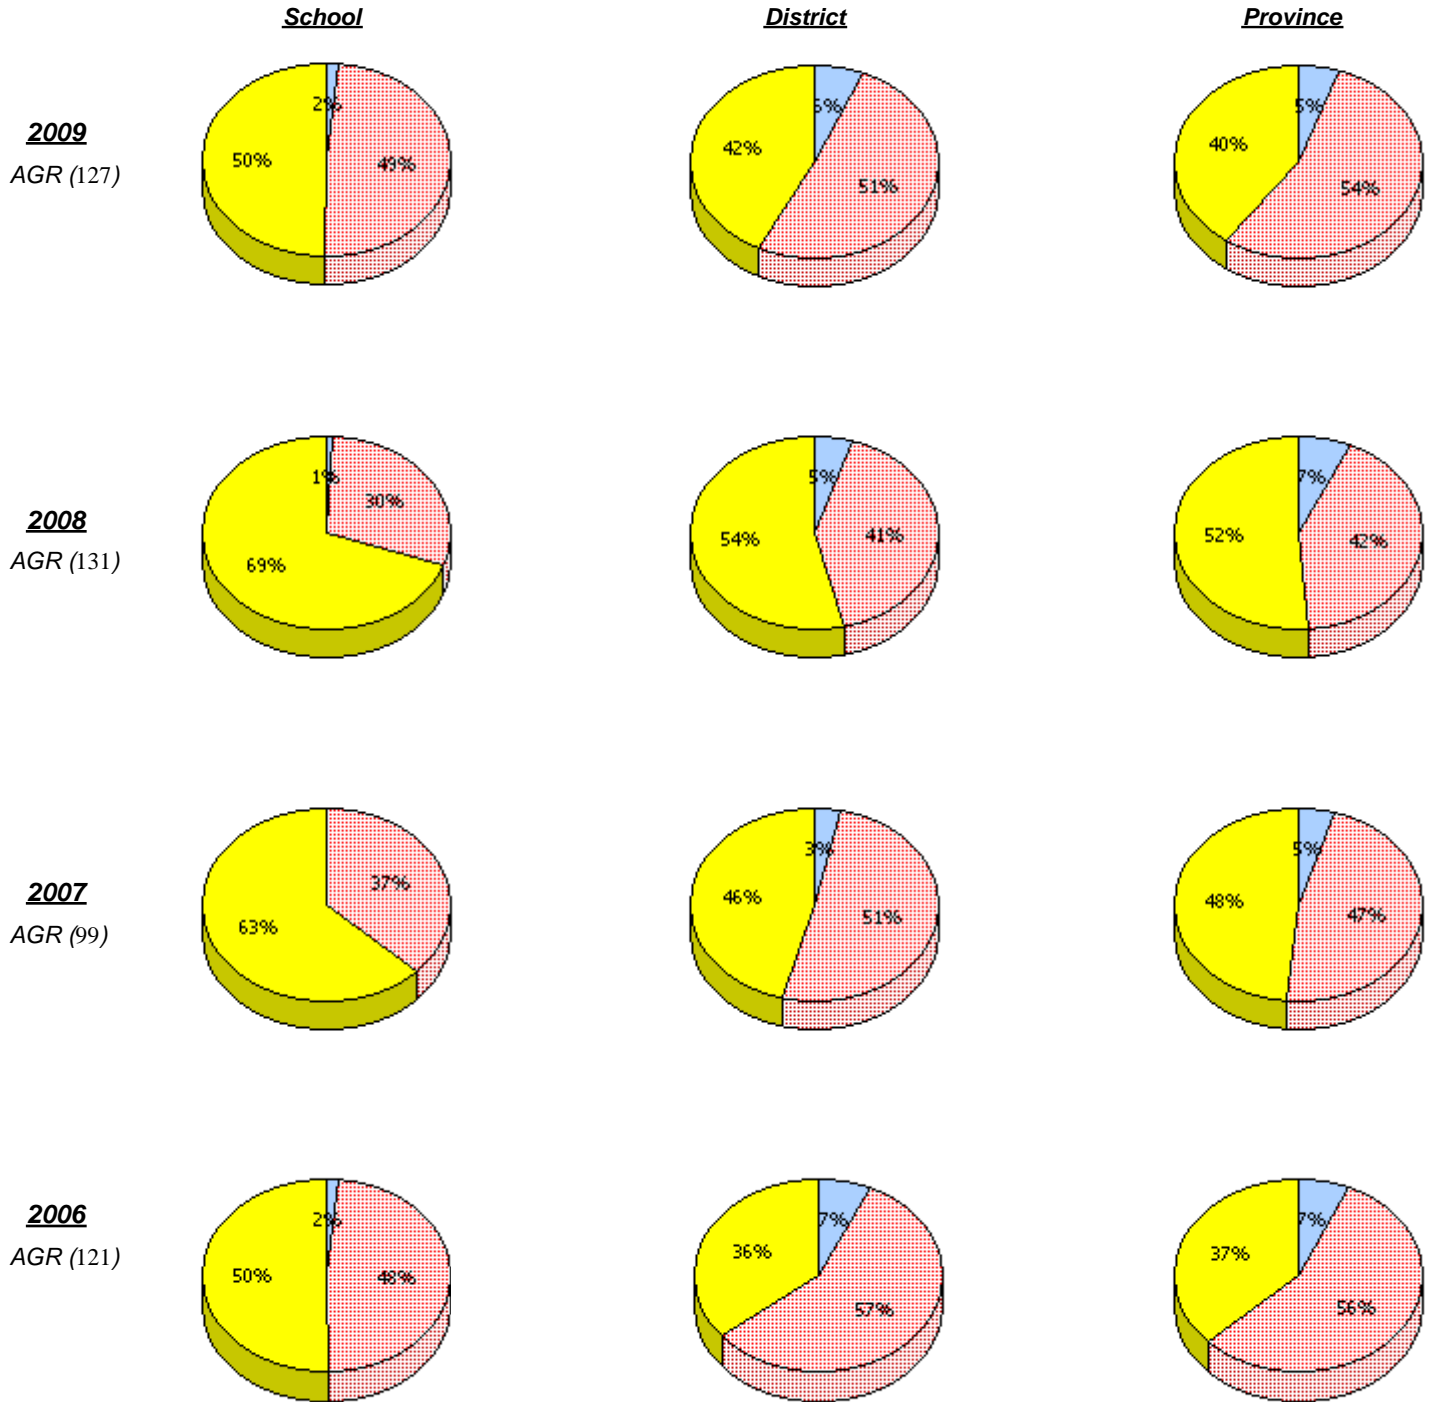 School District Province
2009
AGR (127)
2% 49% 50%
6% 51% 42%
5% 54% 40%
2008
AGR (131)
1% 30% 69%
5% 41% 54%
7% 42% 52%
2007
AGR (99)
37% 63%
3% 51% 46%
5% 47% 48%
2006
AGR (121)
2% 48% 50%
7% 57% 36%
7% 56% 37%